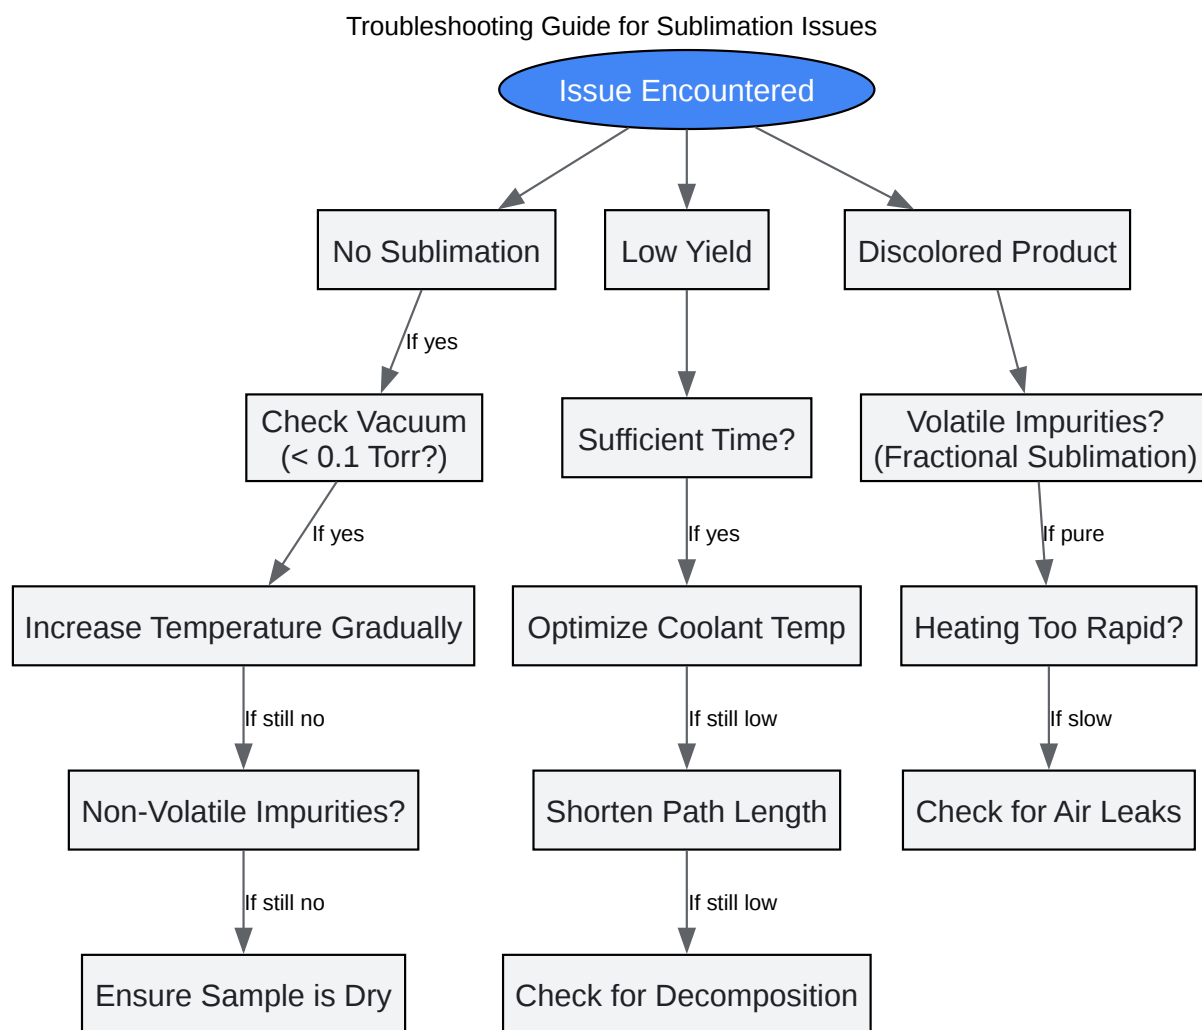 Troubleshooting Guide for Sublimation Issues
Issue Encountered
No Sublimation
Low Yield
Discolored Product
If yes
Check Vacuum
(< 0.1 Torr?)
Sufficient Time?
Volatile Impurities?
(Fractional Sublimation)
If yes
If yes
If pure
Increase Temperature Gradually
Optimize Coolant Temp
Heating Too Rapid?
If still no
If still low
If slow
Non-Volatile Impurities?
Shorten Path Length
Check for Air Leaks
If still no
If still low
Ensure Sample is Dry
Check for Decomposition